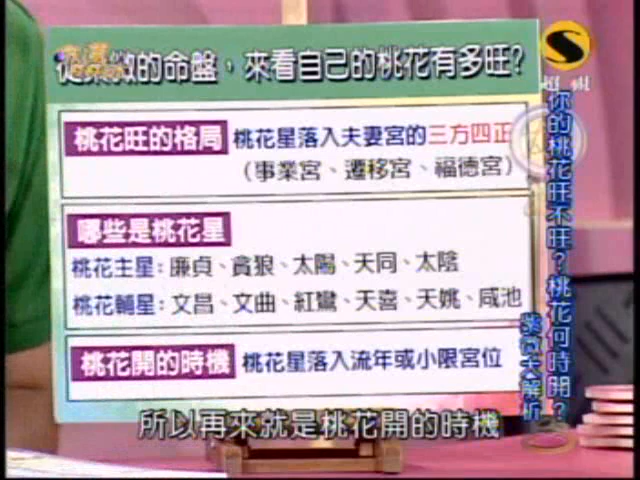 從紫微的命盤，來看自己的桃花有多旺?
桃花旺的格局 桃花星落入夫妻宮的三方四正
（事業宮、遷移宮、福德宮）
哪些是桃花星
桃花主星：廉貞、貪狼、太陽、天同、太陰
桃花輔星：文昌、文曲、紅鸞、天喜、天姚、咸池
桃花開的時機 桃花星落入流年或小限宮位
你的桃花旺不旺？桃花何時開？
紫微大解析
所以再來就是桃花開的時機